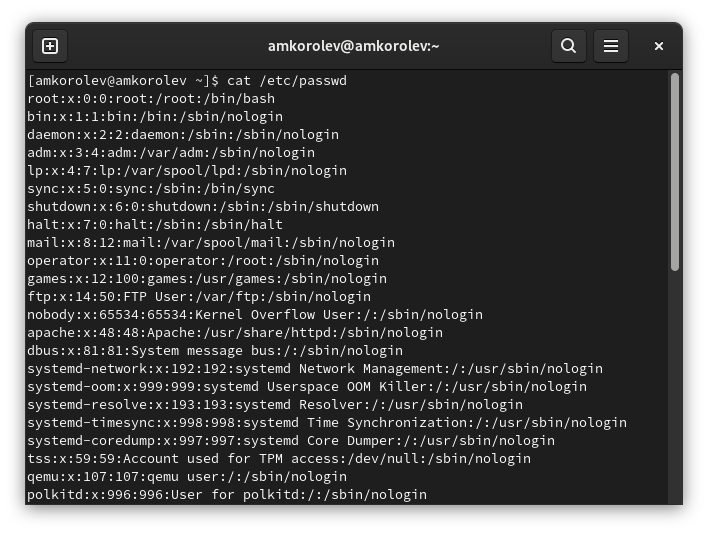 amkorolev@amkorolev:~
[amkorolev@amkorolev ~]$ cat /etc/passwd
root:x:0:0:root:/root:/bin/bash
bin:x:1:1:bin:/bin:/sbin/nologin
daemon:x:2:2:daemon:/sbin:/sbin/nologin
adm:x:3:4:adm:/var/adm:/sbin/nologin
lp:x:4:7:lp:/var/spool/lpd:/sbin/nologin
sync:x:5:0:sync:/sbin:/bin/sync
shutdown:x:6:0:shutdown:/sbin:/sbin/shutdown
halt:x:7:0:halt:/sbin:/sbin/halt
mail:x:8:12:mail:/var/spool/mail:/sbin/nologin
operator:x:11:0:operator:/root:/sbin/nologin
games:x:12:100:games:/usr/games:/sbin/nologin
ftp:x:14:50:FTP User:/var/ftp:/sbin/nologin
nobody:x:65534:65534:Kernel Overflow User:/:/sbin/nologin
apache:x:48:48:Apache:/usr/share/httpd:/sbin/nologin
dbus:x:81:81:System message bus:/:/sbin/nologin
systemd-network:x:192:192:systemd Network Management:/:/usr/sbin/nologin
systemd-oom:x:999:999:systemd Userspace OOM Killer:/:/usr/sbin/nologin
systemd-resolve:x:193:193:systemd Resolver:/:/usr/sbin/nologin
systemd-timesync:x:998:998:systemd Time Synchronization:/:/usr/sbin/nologin
systemd-coredump:x:997:997:systemd Core Dumper:/:/usr/sbin/nologin
tss:x:59:59:Account used for TPM access:/dev/null:/sbin/nologin
qemu:x:107:107:qemu user:/:/sbin/nologin
polkitd:x:996:996:User for polkitd:/:/sbin/nologin